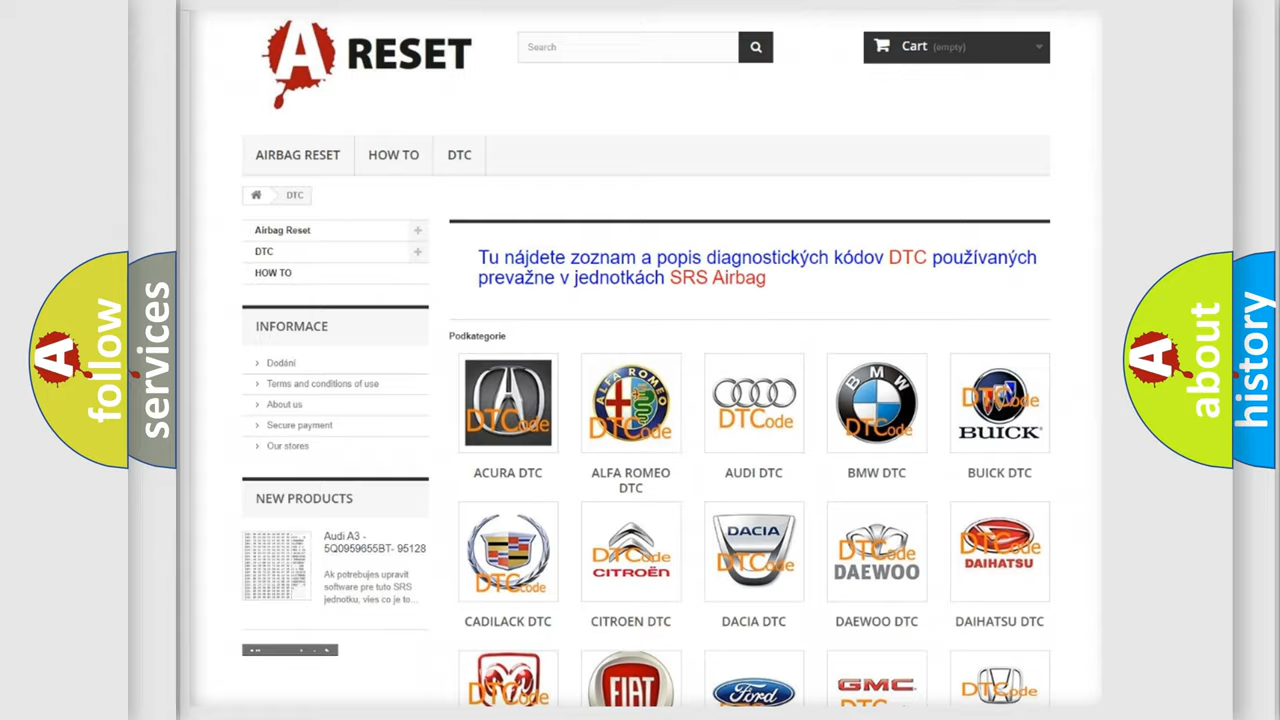 A RESET
Search
Cart (empty)
AIRBAG RESET
HOW TO
DTC
DTC
Airbag Reset
DTC
HOW TO
INFORMACE
Dodání
Terms and conditions of use
About us
Secure payment
Our stores
NEW PRODUCTS
Audi A3 -
5Q0959655BT- 95128
Ak potrebujes upravit
software pre tuto SRS
jednotku, vies co je to...
Tu nájdete zoznam a popis diagnostických kódov DTC používaných
prevažne v jednotkách SRS Airbag
Podkategorie
DTCode
ALFA ROMEO
DTCode
DTCode
BMW
DTCode
DTCode
BUICK
ACURA DTC
ALFA ROMEO
DTC
AUDI DTC
BMW DTC
BUICK DTC
DTCode
DTCode
CITROËN
DACIA
DTCode
DTCode
DAEWOO
DTCode
DAIHATSU
CADILACK DTC
CITROEN DTC
DACIA DTC
DAEWOO DTC
DAIHATSU DTC
DTCode
FIAT
Ford
GMC
DTCode
A follow
services
A about
history